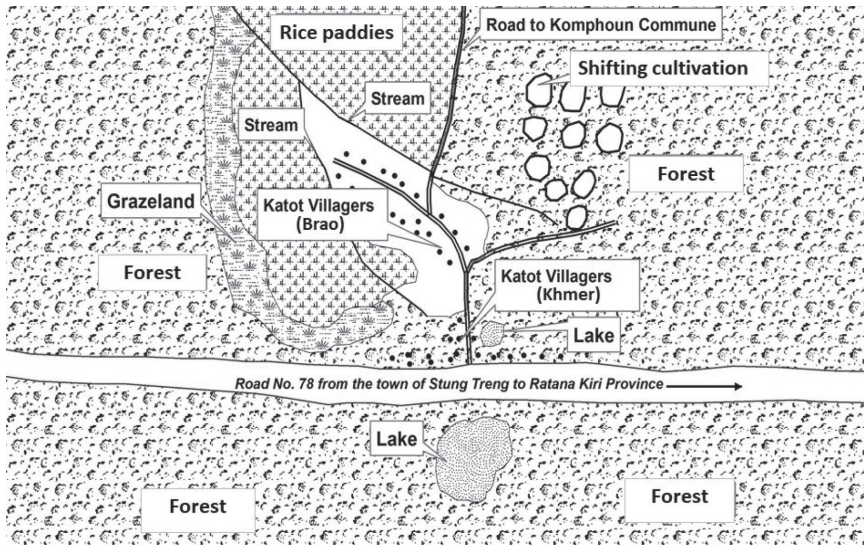 Rice paddies
Road to Komphoun Commune
Shifting cultivation
Stream
Stream
Forest
Grazeland
Katot Villagers
(Brao)
Forest
Katot Villagers
(Khmer)
Lake
Road No. 78 from the town of Stung Treng to Ratana Kiri Province
Lake
Forest
Forest